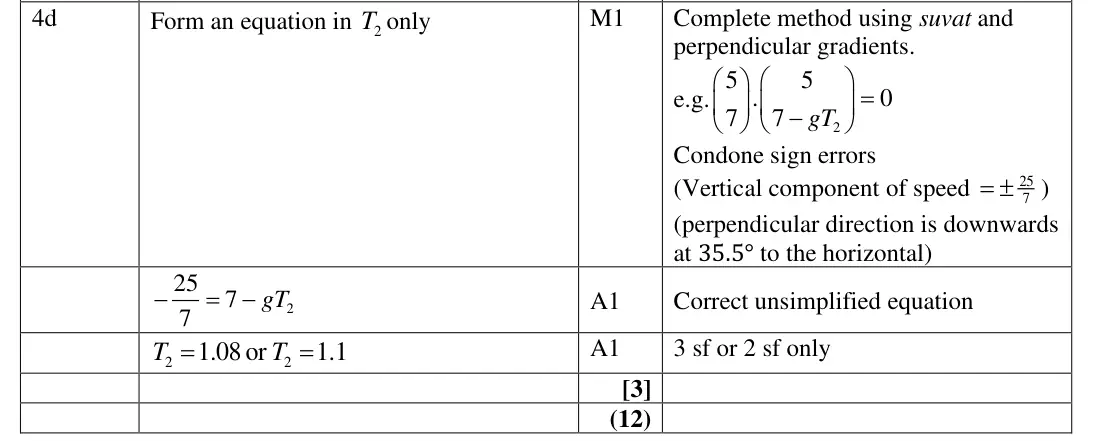 4d
Form an equation in T₂ only
M1
Complete method using suvat and
perpendicular gradients.
e.g. (5 7) . (5 7 − gT₂) = 0
Condone sign errors
(Vertical component of speed = ± 25/7 )
(perpendicular direction is downwards
at 35.5° to the horizontal)
− 25/7 = 7 − gT₂
A1
Correct unsimplified equation
T₂ = 1.08 or T₂ = 1.1
A1
3 sf or 2 sf only
[3]
(12)